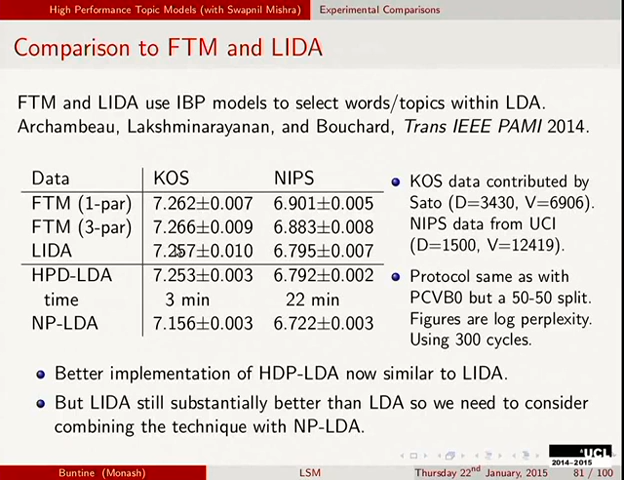 High Performance Topic Models (with Swapnil Mishra) Experimental Comparisons
Comparison to FTM and LIDA
FTM and LIDA use IBP models to select words/topics within LDA.
Archambeau, Lakshminarayanan, and Bouchard, Trans IEEE PAMI 2014.
Data KOS NIPS
FTM (1-par) 7.262±0.007 6.901±0.005
FTM (3-par) 7.266±0.009 6.883±0.008
LIDA 7.257±0.010 6.795±0.007
HPD-LDA 7.253±0.003 6.792±0.002
time 3 min 22 min
NP-LDA 7.156±0.003 6.722±0.003
KOS data contributed by
Sato (D=3430, V=6906).
NIPS data from UCI
(D=1500, V=12419).
Protocol same as with
PCVB0 but a 50-50 split.
Figures are log perplexity.
Using 300 cycles.
Better implementation of HDP-LDA now similar to LIDA.
But LIDA still substantially better than LDA so we need to consider
combining the technique with NP-LDA.
UCL
2014-2015
Buntine (Monash) LSM Thursday 22nd January, 2015 81 / 100